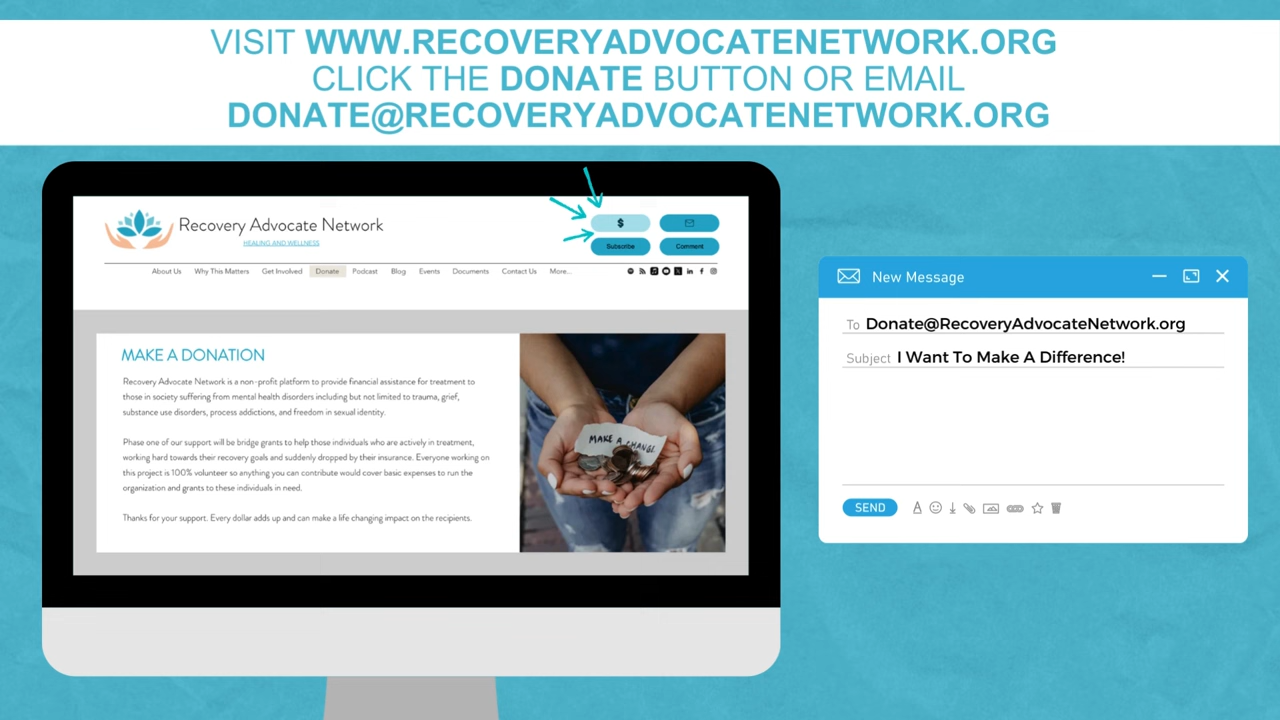 VISIT WWW.RECOVERYADVOCATENETWORK.ORG
CLICK THE DONATE BUTTON OR EMAIL
DONATE@RECOVERYADVOCATENETWORK.ORG
Recovery Advocate Network
HEALING AND WELLNESS
$
Subscribe
Comment
About Us
Why This Matters
Get Involved
Donate
Podcast
Blog
Events
Documents
Contact Us
More...
MAKE A DONATION
Recovery Advocate Network is a non-profit platform to provide financial assistance for treatment to
those in society suffering from mental health disorders including but not limited to trauma, grief,
substance use disorders, process addictions, and freedom in sexual identity.
Phase one of our support will be bridge grants to help those individuals who are actively in treatment,
working hard towards their recovery goals and suddenly dropped by their insurance. Everyone working on
this project is 100% volunteer so anything you can contribute would cover basic expenses to run the
organization and grants to these individuals in need.
Thanks for your support. Every dollar adds up and can make a life changing impact on the recipients.
MAKE A CHANGE
New Message
To Donate@RecoveryAdvocateNetwork.org
Subject I Want To Make A Difference!
SEND